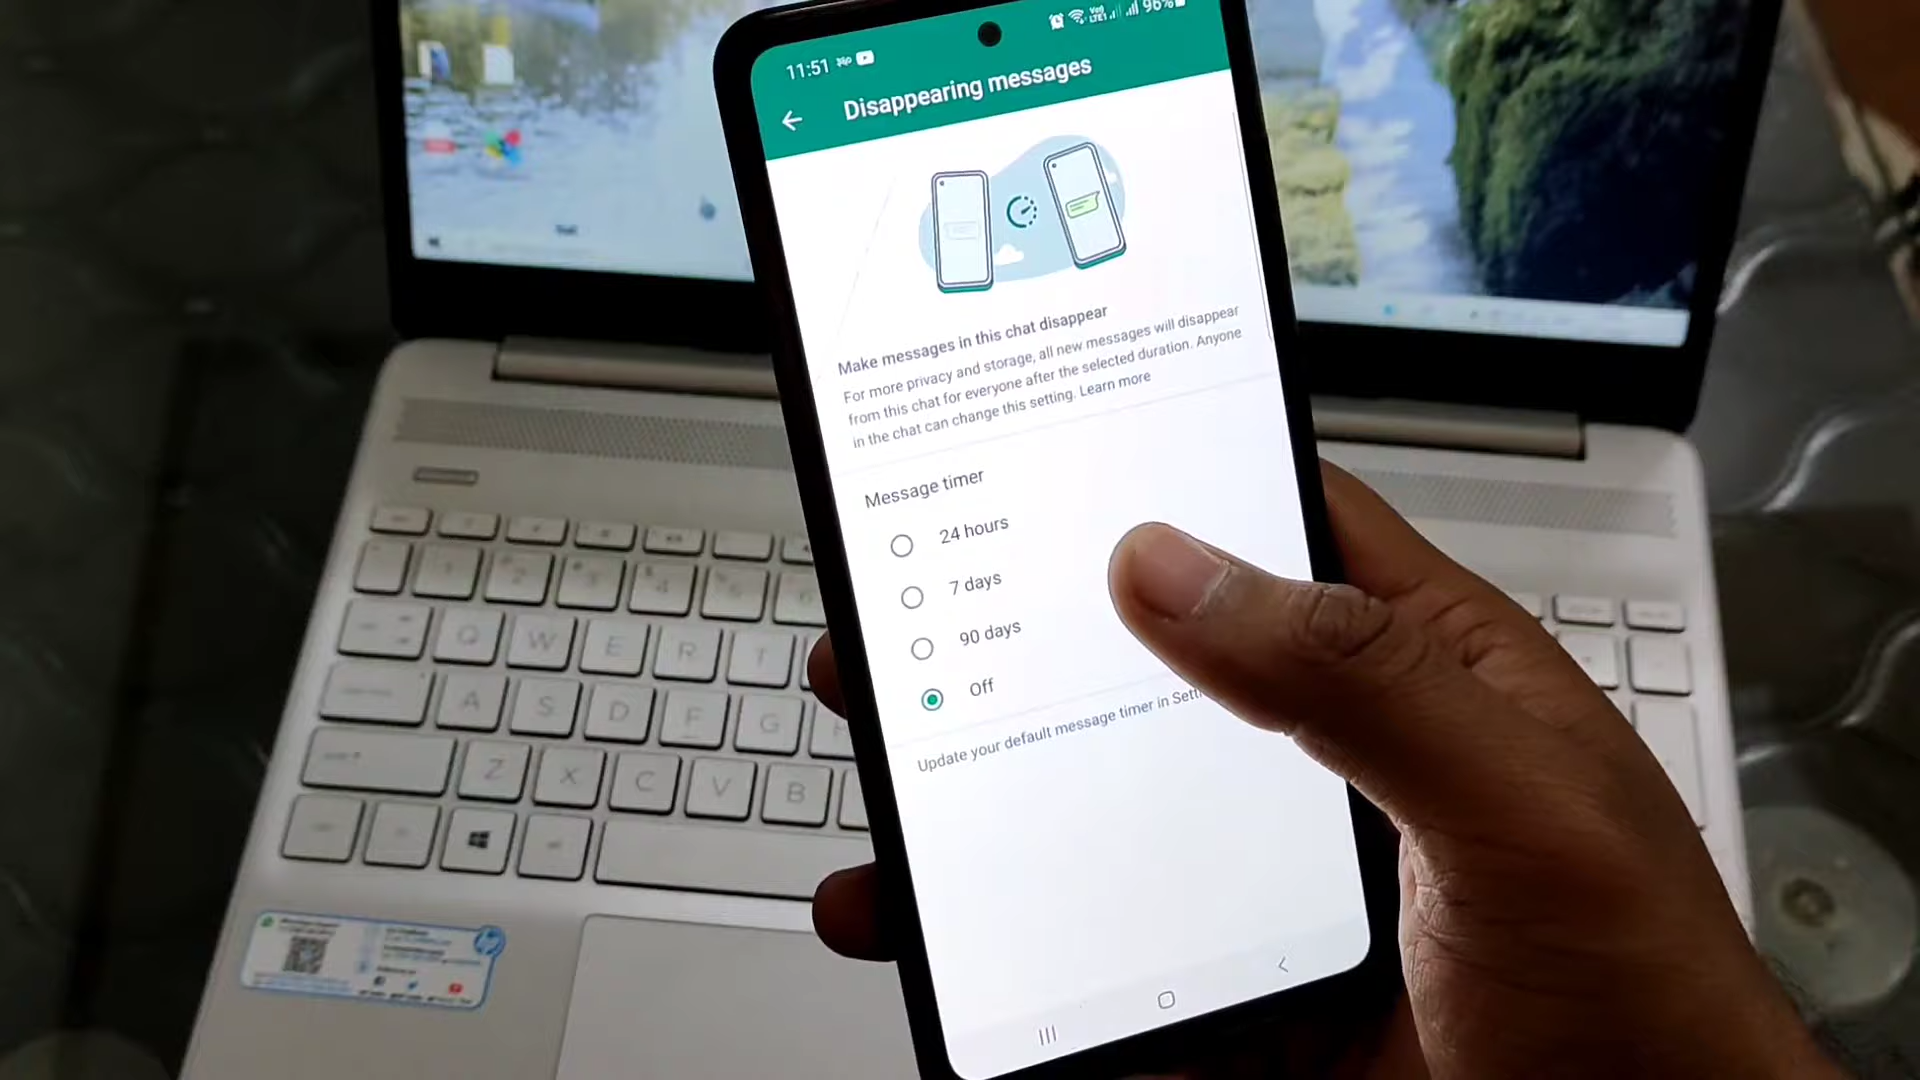 11:51
96%
Disappearing messages
Make messages in this chat disappear
For more privacy and storage, all new messages will disappear
from this chat for everyone after the selected duration. Anyone
in the chat can change this setting. Learn more
Message timer
24 hours
7 days
90 days
Off
Update your default message timer in
Q W E R T
A S D F G
Z X C V B